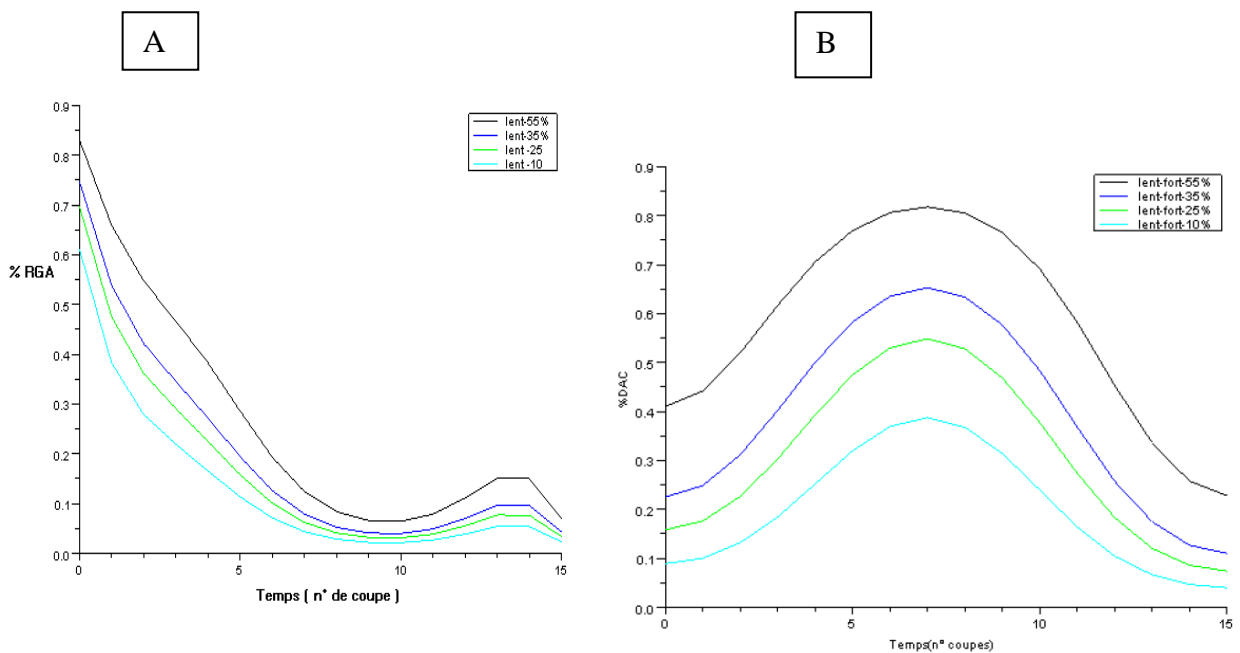 A
B
0.9
0.8
0.7
0.6
0.5
0.4
0.3
0.2
0.1
0.0
% RGA
0
5
10
15
Temps ( n° de coupe )
lent-55%
lent-35%
lent -25
lent -10
0.9
0.8
0.7
0.6
0.5
0.4
0.3
0.2
0.1
0.0
%DAC
0
5
10
15
Temps(n° coupes)
lent-fort-55%
lent-fort-35%
lent-fort-25%
lent-fort-10%